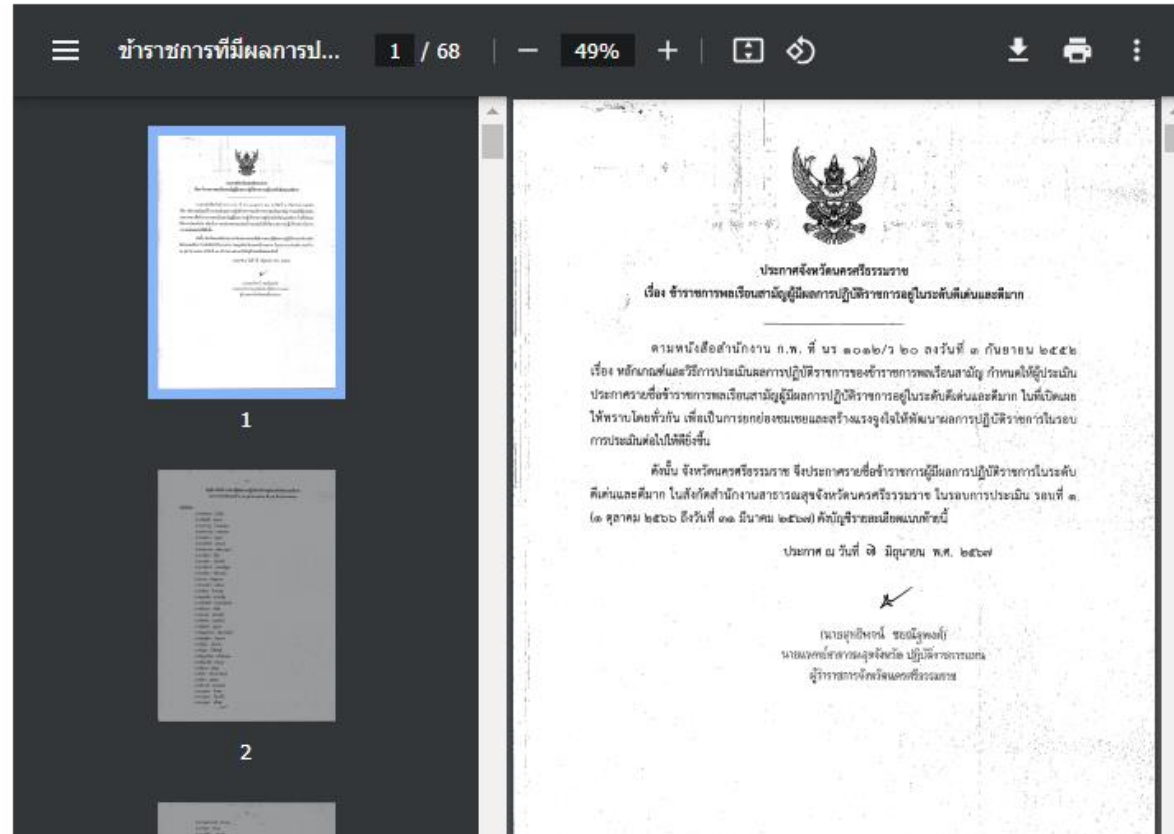 ข้าราชการที่มีผลการป...
1 / 68
49%
1
2
ประกาศจังหวัดนครศรีธรรมราช
เรื่อง ข้าราชการพลเรือนสามัญผู้มีผลการปฏิบัติราชการอยู่ในระดับดีเด่นและดีมาก
ตามหนังสือสำนักงาน ก.พ. ที่ นร ๑๐๑๒/ว ๒๐ ลงวันที่ ๓ กันยายน ๒๕๕๒
เรื่อง หลักเกณฑ์และวิธีการประเมินผลการปฏิบัติราชการของข้าราชการพลเรือนสามัญ กำหนดให้ผู้ประเมิน
ประกาศรายชื่อข้าราชการพลเรือนสามัญผู้มีผลการปฏิบัติราชการอยู่ในระดับดีเด่นและดีมาก ในที่เปิดเผย
ให้ทราบโดยทั่วกัน เพื่อเป็นการยกย่องชมเชยและสร้างแรงจูงใจให้พัฒนาผลการปฏิบัติราชการในรอบ
การประเมินต่อไปให้ดียิ่งขึ้น
ดังนั้น จังหวัดนครศรีธรรมราช จึงประกาศรายชื่อข้าราชการผู้มีผลการปฏิบัติราชการในระดับ
ดีเด่นและดีมาก ในสังกัดสำนักงานสาธารณสุขจังหวัดนครศรีธรรมราช ในรอบการประเมิน รอบที่ ๑
(๑ ตุลาคม ๒๕๖๖ ถึงวันที่ ๓๑ มีนาคม ๒๕๖๗) ดังบัญชีรายละเอียดแนบท้ายนี้
ประกาศ ณ วันที่ มิถุนายน พ.ศ. ๒๕๖๗
นายแพทย์สาธารณสุขจังหวัด ปฏิบัติราชการแทน
ผู้ว่าราชการจังหวัดนครศรีธรรมราช